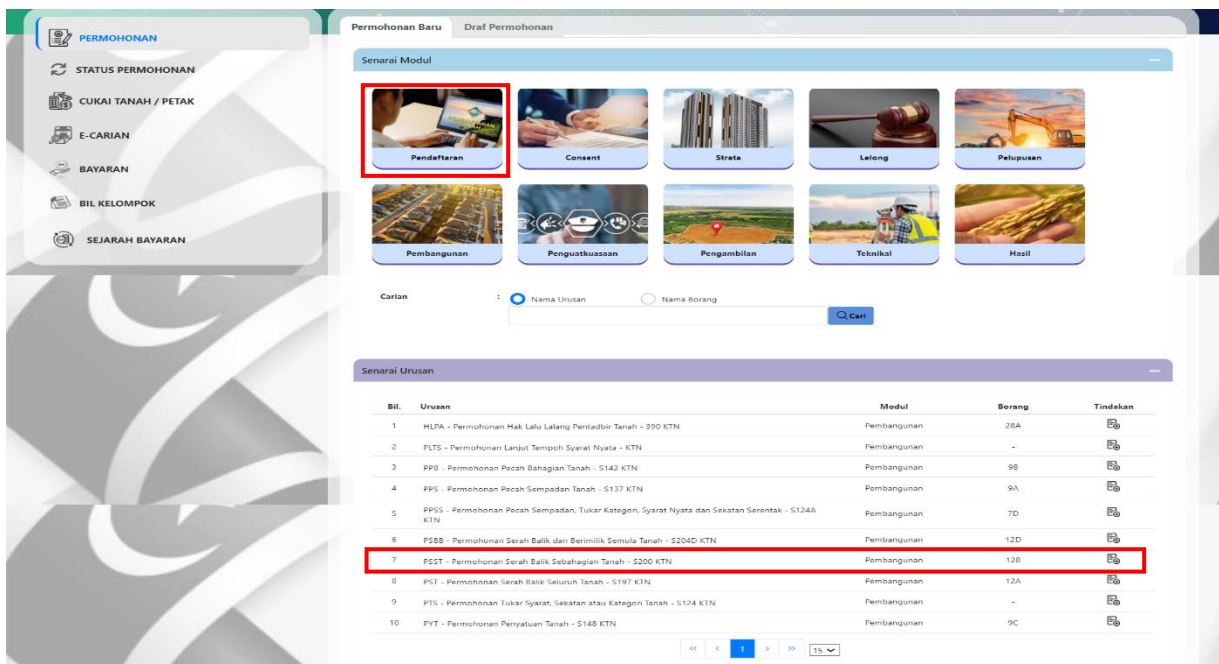 PERMOHONAN
STATUS PERMOHONAN
CUKAI TANAH / PETAK
E-CARIAN
BAYARAN
BIL KELOMPOK
SEJARAH BAYARAN
Permohonan Baru Draf Permohonan
Senarai Modul
Pendaftaran Consent Strata Lelong Pelupusan
Pembangunan Penguatkuasaan Pengambilan Teknikal Hasil
Carian : Nama Urusan Nama Borang
Cari
Senarai Urusan
Bil. Urusan Modul Borang Tindakan
1 HLPA - Permohonan Hak Lalu Lalang Pentadbir Tanah - 390 KTN Pembangunan 28A
2 PLTS - Permohonan Lanjut Tempoh Syarat Nyata - KTN Pembangunan -
3 PPB - Permohonan Pecah Bahagian Tanah - S142 KTN Pembangunan 9B
4 PPS - Permohonan Pecah Sempadan Tanah - S137 KTN Pembangunan 9A
5 PPSS - Permohonan Pecah Sempadan, Tukar Kategori, Syarat Nyata dan Sekatan Serentak - S124A Pembangunan 7D
KTN
6 PSBB - Permohonan Serah Balik dan Berimilik Semula Tanah - S204D KTN Pembangunan 12D
7 PSST - Permohonan Serah Balik Sebahagian Tanah - S200 KTN Pembangunan 12B
8 PST - Permohonan Serah Balik Seluruh Tanah - S197 KTN Pembangunan 12A
9 PTS - Permohonan Tukar Syarat, Sekatan atau Kategori Tanah - S124 KTN Pembangunan -
10 PYT - Permohonan Penyatuan Tanah - S148 KTN Pembangunan 9C
<< < 1 > >> 15